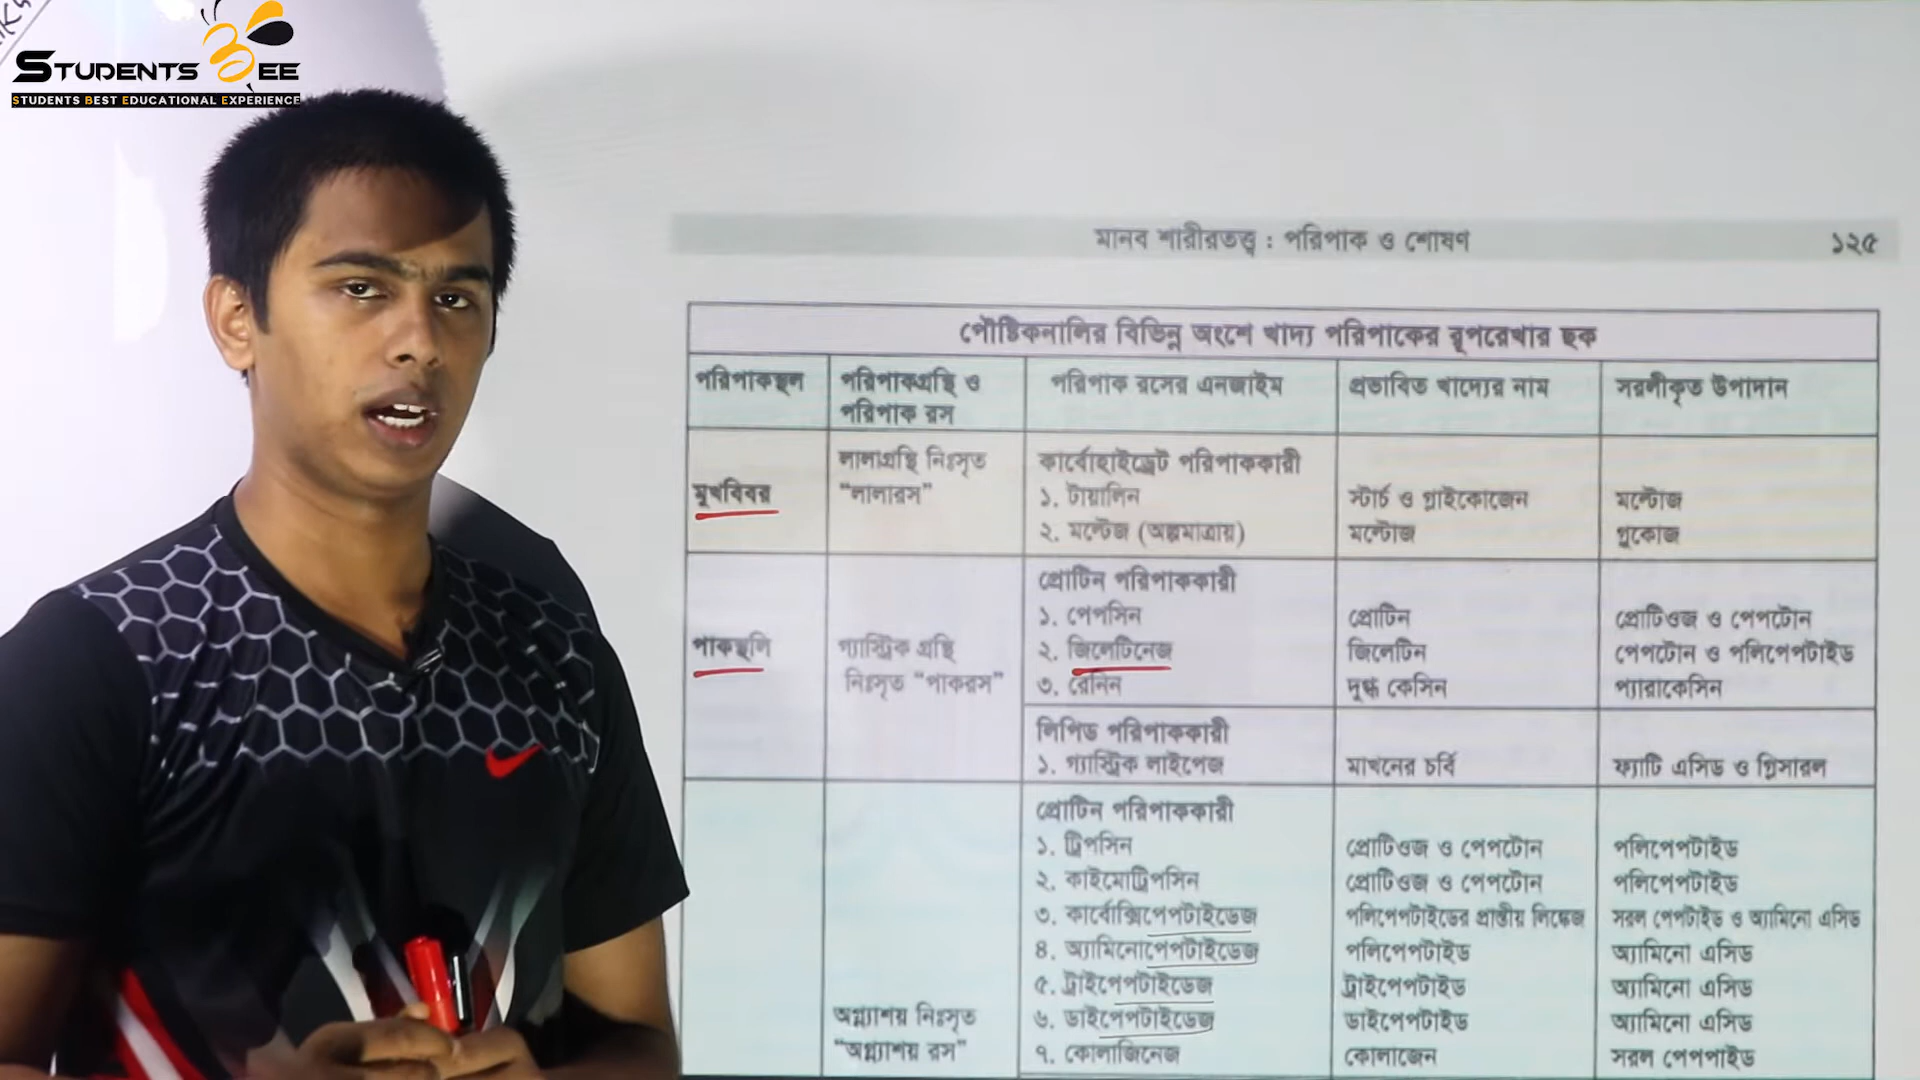 STUDENTS BEE
STUDENTS BEST EDUCATIONAL EXPERIENCE
মানব শারীরতত্ত্ব : পরিপাক ও শোষণ ১২৫
পৌষ্টিকনালির বিভিন্ন অংশে খাদ্য পরিপাকের রূপরেখার ছক
পরিপাকস্থল পরিপাকগ্রন্থি ও পরিপাক রসের এনজাইম প্রভাবিত খাদ্যের নাম সরলীকৃত উপাদান
পরিপাক রস
মুখবিবর লালাগ্রন্থি নিঃসৃত কার্বোহাইড্রেট পরিপাককারী
"লালারস" ১. টায়ালিন স্টার্চ ও গ্লাইকোজেন মল্টোজ
২. মল্টেজ (অল্পমাত্রায়) মল্টোজ গ্লুকোজ
প্রোটিন পরিপাককারী
১. পেপসিন প্রোটিন প্রোটিওজ ও পেপটোন
পাকস্থলি গ্যাস্ট্রিক গ্রন্থি ২. জিলেটিনেজ জিলেটিন পেপটোন ও পলিপেপটাইড
নিঃসৃত "পাকরস" ৩. রেনিন দুগ্ধ কেসিন প্যারাকেসিন
লিপিড পরিপাককারী
১. গ্যাস্ট্রিক লাইপেজ মাখনের চর্বি ফ্যাটি এসিড ও গ্লিসারল
প্রোটিন পরিপাককারী
১. ট্রিপসিন প্রোটিওজ ও পেপটোন পলিপেপটাইড
২. কাইমোট্রিপসিন প্রোটিওজ ও পেপটোন পলিপেপটাইড
৩. কার্বোক্সিপেপটাইডেজ পলিপেপটাইডের প্রান্তীয় লিঙ্কেজ সরল পেপটাইড ও অ্যামিনো এসিড
৪. অ্যামিনোপেপটাইডেজ পলিপেপটাইড অ্যামিনো এসিড
৫. ট্রাইপেপটাইডেজ ট্রাইপেপটাইড অ্যামিনো এসিড
অগ্ন্যাশয় নিঃসৃত ৬. ডাইপেপটাইডেজ ডাইপেপটাইড অ্যামিনো এসিড
"অগ্ন্যাশয় রস" ৭. কোলাজিনেজ কোলাজেন সরল পেপপাইড